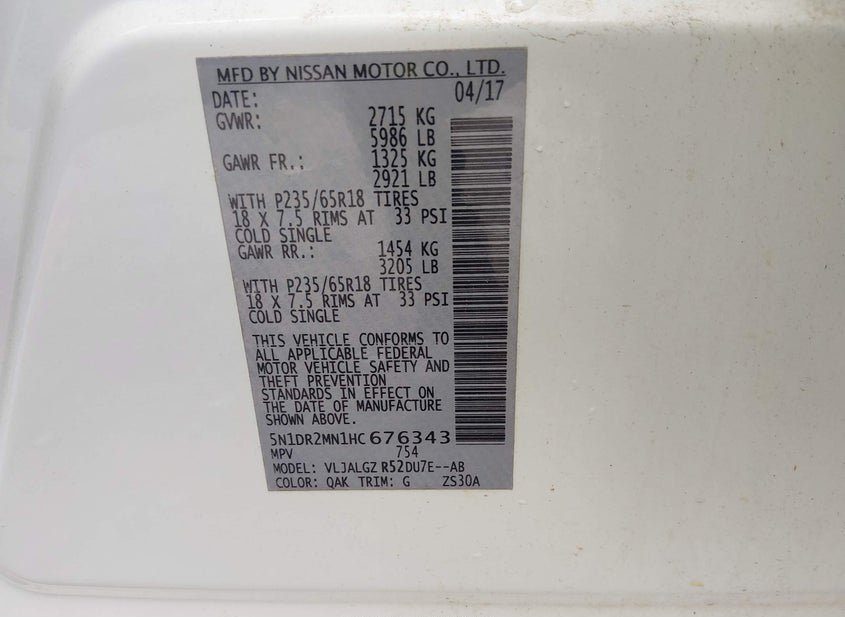 MFD BY NISSAN MOTOR CO., LTD.
DATE: 04/17
GVWR: 2715 KG
5986 LB
GAWR FR.: 1325 KG
2921 LB
WITH P235/65R18 TIRES
18 X 7.5 RIMS AT 33 PSI
COLD SINGLE
GAWR RR.: 1454 KG
3205 LB
WITH P235/65R18 TIRES
18 X 7.5 RIMS AT 33 PSI
COLD SINGLE
THIS VEHICLE CONFORMS TO
ALL APPLICABLE FEDERAL
MOTOR VEHICLE SAFETY AND
THEFT PREVENTION
STANDARDS IN EFFECT ON
THE DATE OF MANUFACTURE
SHOWN ABOVE.
5N1DR2MN1HC676343
MPV 754
MODEL: VLJALGZ R52DU7E--AB
COLOR: QAK TRIM: G ZS30A